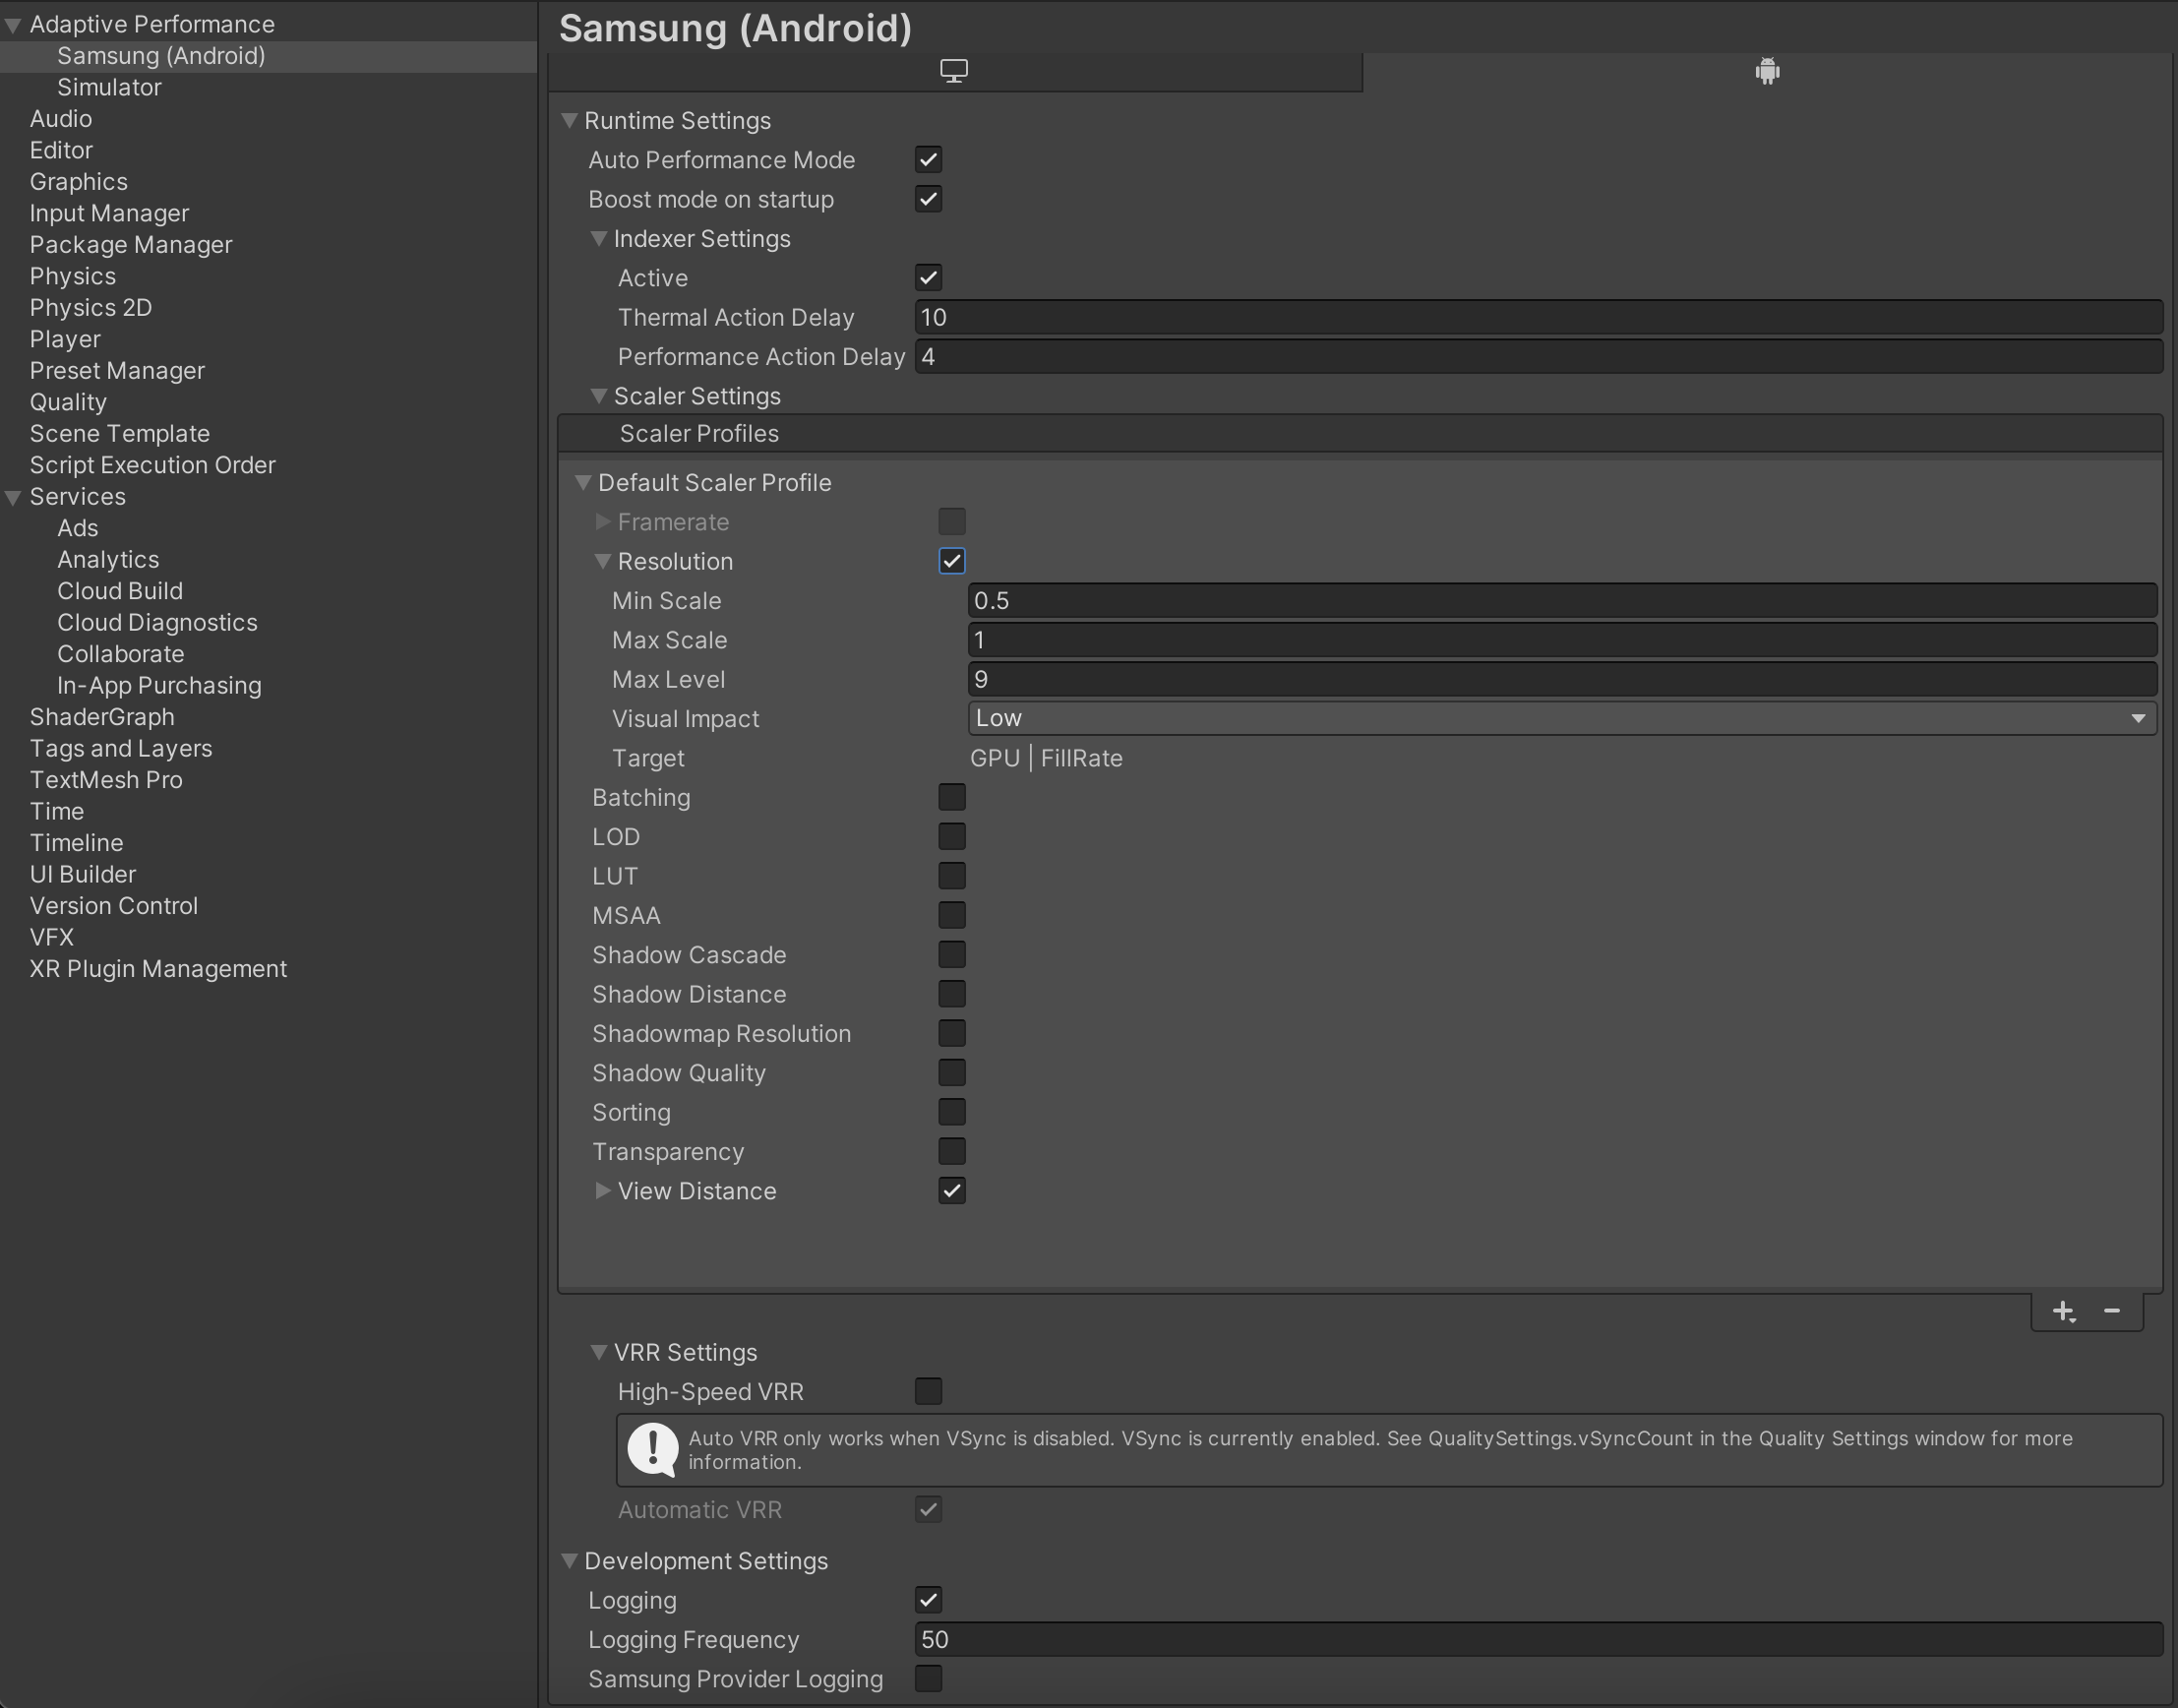 Adaptive Performance
Samsung (Android)
Simulator
Audio
Editor
Graphics
Input Manager
Package Manager
Physics
Physics 2D
Player
Preset Manager
Quality
Scene Template
Script Execution Order
Services
Ads
Analytics
Cloud Build
Cloud Diagnostics
Collaborate
In-App Purchasing
ShaderGraph
Tags and Layers
TextMesh Pro
Time
Timeline
UI Builder
Version Control
VFX
XR Plugin Management
Samsung (Android)
Runtime Settings
Auto Performance Mode
Boost mode on startup
Indexer Settings
Active
Thermal Action Delay 10
Performance Action Delay 4
Scaler Settings
Scaler Profiles
Default Scaler Profile
Framerate
Resolution
Min Scale 0.5
Max Scale 1
Max Level 9
Visual Impact Low
Target GPU | FillRate
Batching
LOD
LUT
MSAA
Shadow Cascade
Shadow Distance
Shadowmap Resolution
Shadow Quality
Sorting
Transparency
View Distance
VRR Settings
High-Speed VRR
Auto VRR only works when VSync is disabled. VSync is currently enabled. See QualitySettings.vSyncCount in the Quality Settings window for more
information.
Automatic VRR
Development Settings
Logging
Logging Frequency 50
Samsung Provider Logging